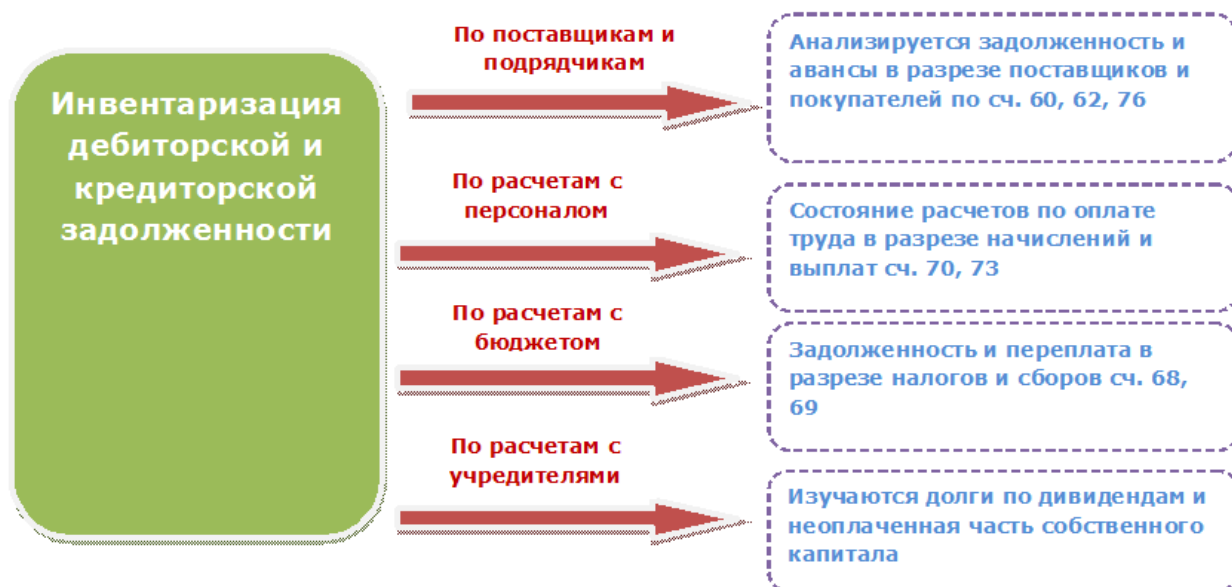 Инвентаризация
дебиторской и
кредиторской
задолженности
По поставщикам и
подрядчикам
Анализируется задолженность и
авансы в разрезе поставщиков и
покупателей по сч. 60, 62, 76
По расчетам с
персоналом
Состояние расчетов по оплате
труда в разрезе начислений и
выплат сч. 70, 73
По расчетам с
бюджетом
Задолженность и переплата в
разрезе налогов и сборов сч. 68,
69
По расчетам с
учредителями
Изучаются долги по дивидендам и
неоплаченная часть собственного
капитала